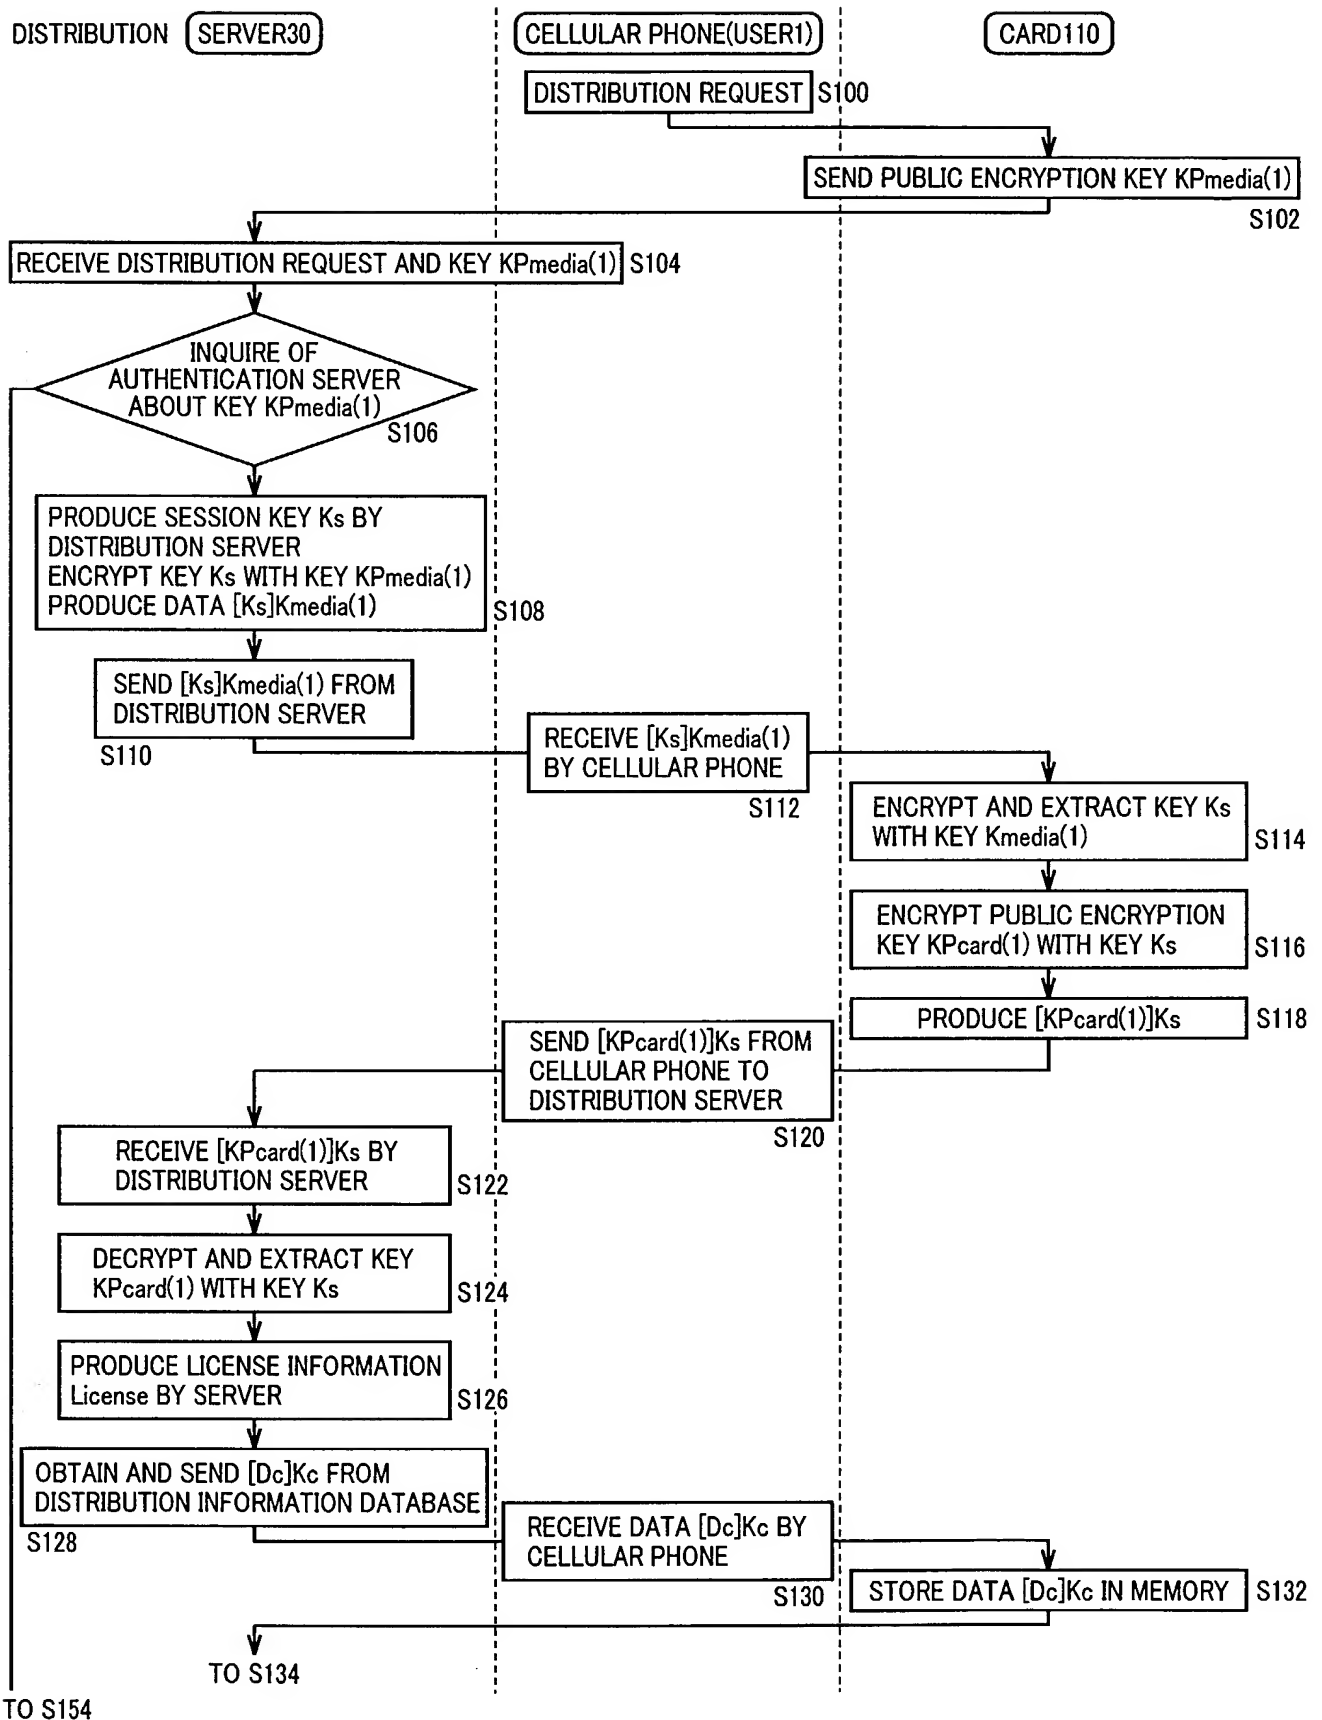 DISTRIBUTION SERVER30 CELLULAR PHONE(USER1) CARD110
DISTRIBUTION REQUEST S100
SEND PUBLIC ENCRYPTION KEY KPmedia(1)
S102
RECEIVE DISTRIBUTION REQUEST AND KEY KPmedia(1) S104
INQUIRE OF
AUTHENTICATION SERVER
ABOUT KEY KPmedia(1)
S106
PRODUCE SESSION KEY Ks BY
DISTRIBUTION SERVER
ENCRYPT KEY Ks WITH KEY KPmedia(1)
PRODUCE DATA [Ks]Kmedia(1)
S108
SEND [Ks]Kmedia(1) FROM
DISTRIBUTION SERVER
S110
RECEIVE [Ks]Kmedia(1)
BY CELLULAR PHONE
S112
ENCRYPT AND EXTRACT KEY Ks
WITH KEY Kmedia(1)
S114
ENCRYPT PUBLIC ENCRYPTION
KEY KPcard(1) WITH KEY Ks
S116
PRODUCE [KPcard(1)]Ks S118
SEND [KPcard(1)]Ks FROM
CELLULAR PHONE TO
DISTRIBUTION SERVER
S120
RECEIVE [KPcard(1)]Ks BY
DISTRIBUTION SERVER
S122
DECRYPT AND EXTRACT KEY
KPcard(1) WITH KEY Ks
S124
PRODUCE LICENSE INFORMATION
License BY SERVER
S126
OBTAIN AND SEND [Dc]Kc FROM
DISTRIBUTION INFORMATION DATABASE
S128
RECEIVE DATA [Dc]Kc BY
CELLULAR PHONE
S130
STORE DATA [Dc]Kc IN MEMORY S132
TO S134
TO S154